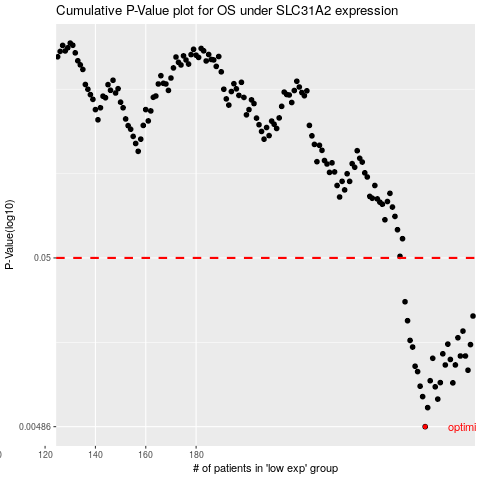 Cumulative P-Value plot for OS under SLC31A2 expression
P-Value(log10)
0.05
0.00486
optimi
0 120 140 160 180
# of patients in 'low exp' group